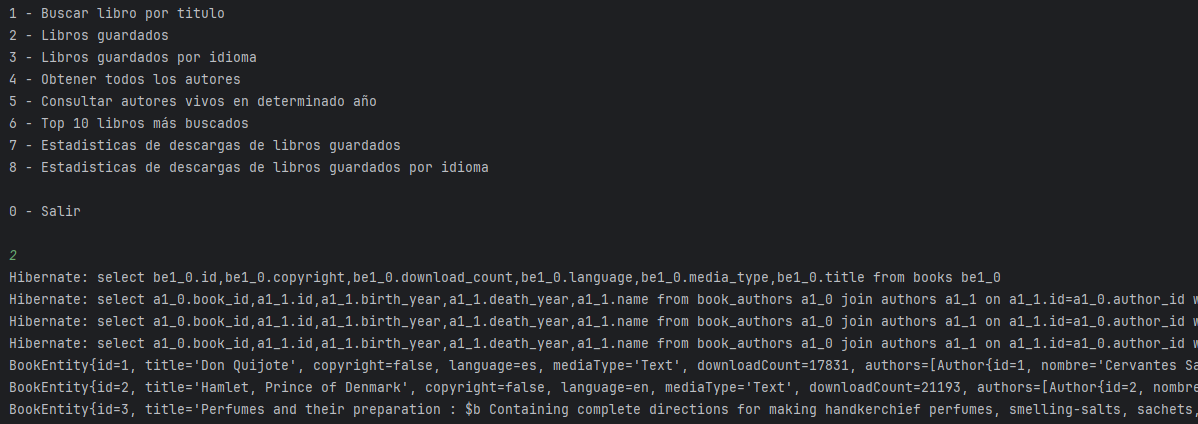 1 - Buscar libro por titulo
2 - Libros guardados
3 - Libros guardados por idioma
4 - Obtener todos los autores
5 - Consultar autores vivos en determinado año
6 - Top 10 libros más buscados
7 - Estadisticas de descargas de libros guardados
8 - Estadisticas de descargas de libros guardados por idioma
0 - Salir
2
Hibernate: select be1_0.id,be1_0.copyright,be1_0.download_count,be1_0.language,be1_0.media_type,be1_0.title from books be1_0
Hibernate: select a1_0.book_id,a1_1.id,a1_1.birth_year,a1_1.death_year,a1_1.name from book_authors a1_0 join authors a1_1 on a1_1.id=a1_0.author_id w
Hibernate: select a1_0.book_id,a1_1.id,a1_1.birth_year,a1_1.death_year,a1_1.name from book_authors a1_0 join authors a1_1 on a1_1.id=a1_0.author_id w
Hibernate: select a1_0.book_id,a1_1.id,a1_1.birth_year,a1_1.death_year,a1_1.name from book_authors a1_0 join authors a1_1 on a1_1.id=a1_0.author_id w
BookEntity{id=1, title='Don Quijote', copyright=false, language=es, mediaType='Text', downloadCount=17831, authors=[Author{id=1, nombre='Cervantes Sa
BookEntity{id=2, title='Hamlet, Prince of Denmark', copyright=false, language=en, mediaType='Text', downloadCount=21193, authors=[Author{id=2, nombre
BookEntity{id=3, title='Perfumes and their preparation : $b Containing complete directions for making handkerchief perfumes, smelling-salts, sachets,